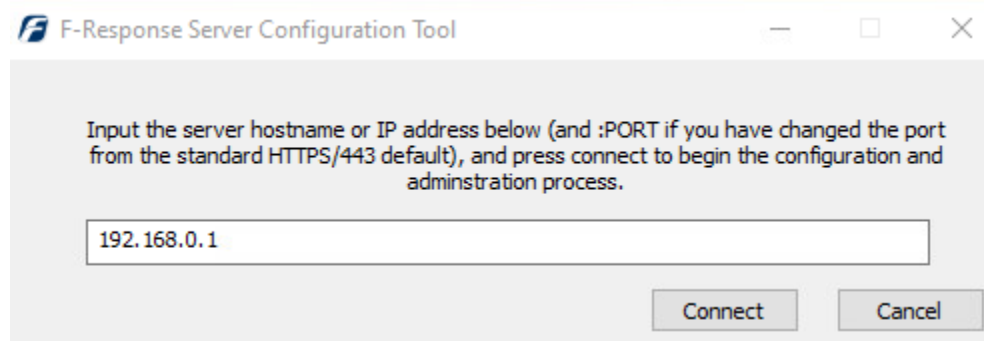 F-Response Server Configuration Tool
Input the server hostname or IP address below (and :PORT if you have changed the port
from the standard HTTPS/443 default), and press connect to begin the configuration and
adminstration process.
192.168.0.1
Connect Cancel